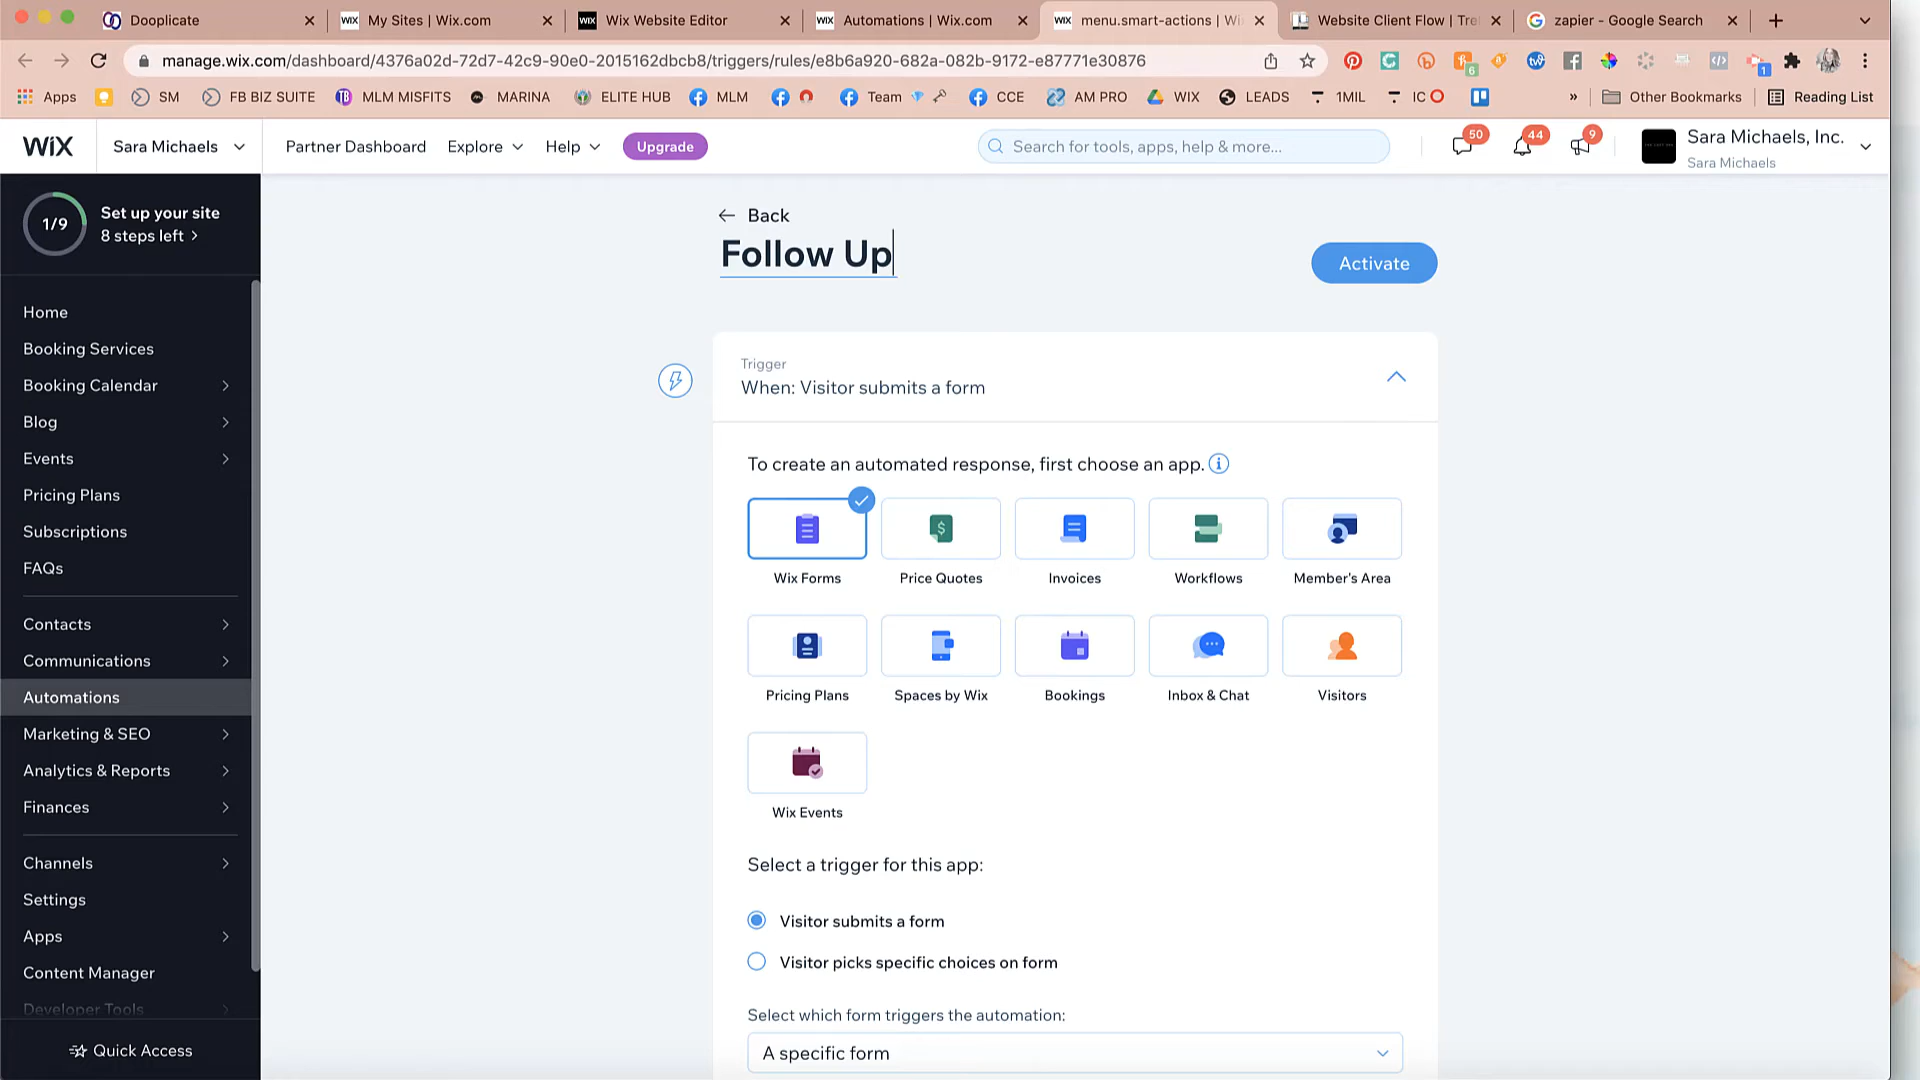 Dooplicate
WIX My Sites | Wix.com
WIX Wix Website Editor
WIX Automations | Wix.com
WIX menu.smart-actions | Wi
Website Client Flow | Tre
zapier - Google Search
manage.wix.com/dashboard/4376a02d-72d7-42c9-90e0-2015162dbcb8/triggers/rules/e8b6a920-682a-082b-9172-e87771e30876
6
1
Apps
SM
FB BIZ SUITE
MLM MISFITS
MARINA
ELITE HUB
MLM
Team
CCE
AM PRO
WIX
LEADS
1MIL
IC
»
Other Bookmarks
Reading List
WIX
Sara Michaels
Partner Dashboard
Explore
Help
Upgrade
Search for tools, apps, help & more...
50
44
9
Sara Michaels, Inc.
Sara Michaels
1/9
Set up your site
8 steps left >
Home
Booking Services
Booking Calendar
Blog
Events
Pricing Plans
Subscriptions
FAQs
Contacts
Communications
Automations
Marketing & SEO
Analytics & Reports
Finances
Channels
Settings
Apps
Content Manager
Developer Tools
Quick Access
Back
Follow Up
Activate
Trigger
When: Visitor submits a form
To create an automated response, first choose an app.
Wix Forms
Price Quotes
Invoices
Workflows
Member's Area
Pricing Plans
Spaces by Wix
Bookings
Inbox & Chat
Visitors
Wix Events
Select a trigger for this app:
Visitor submits a form
Visitor picks specific choices on form
Select which form triggers the automation:
A specific form